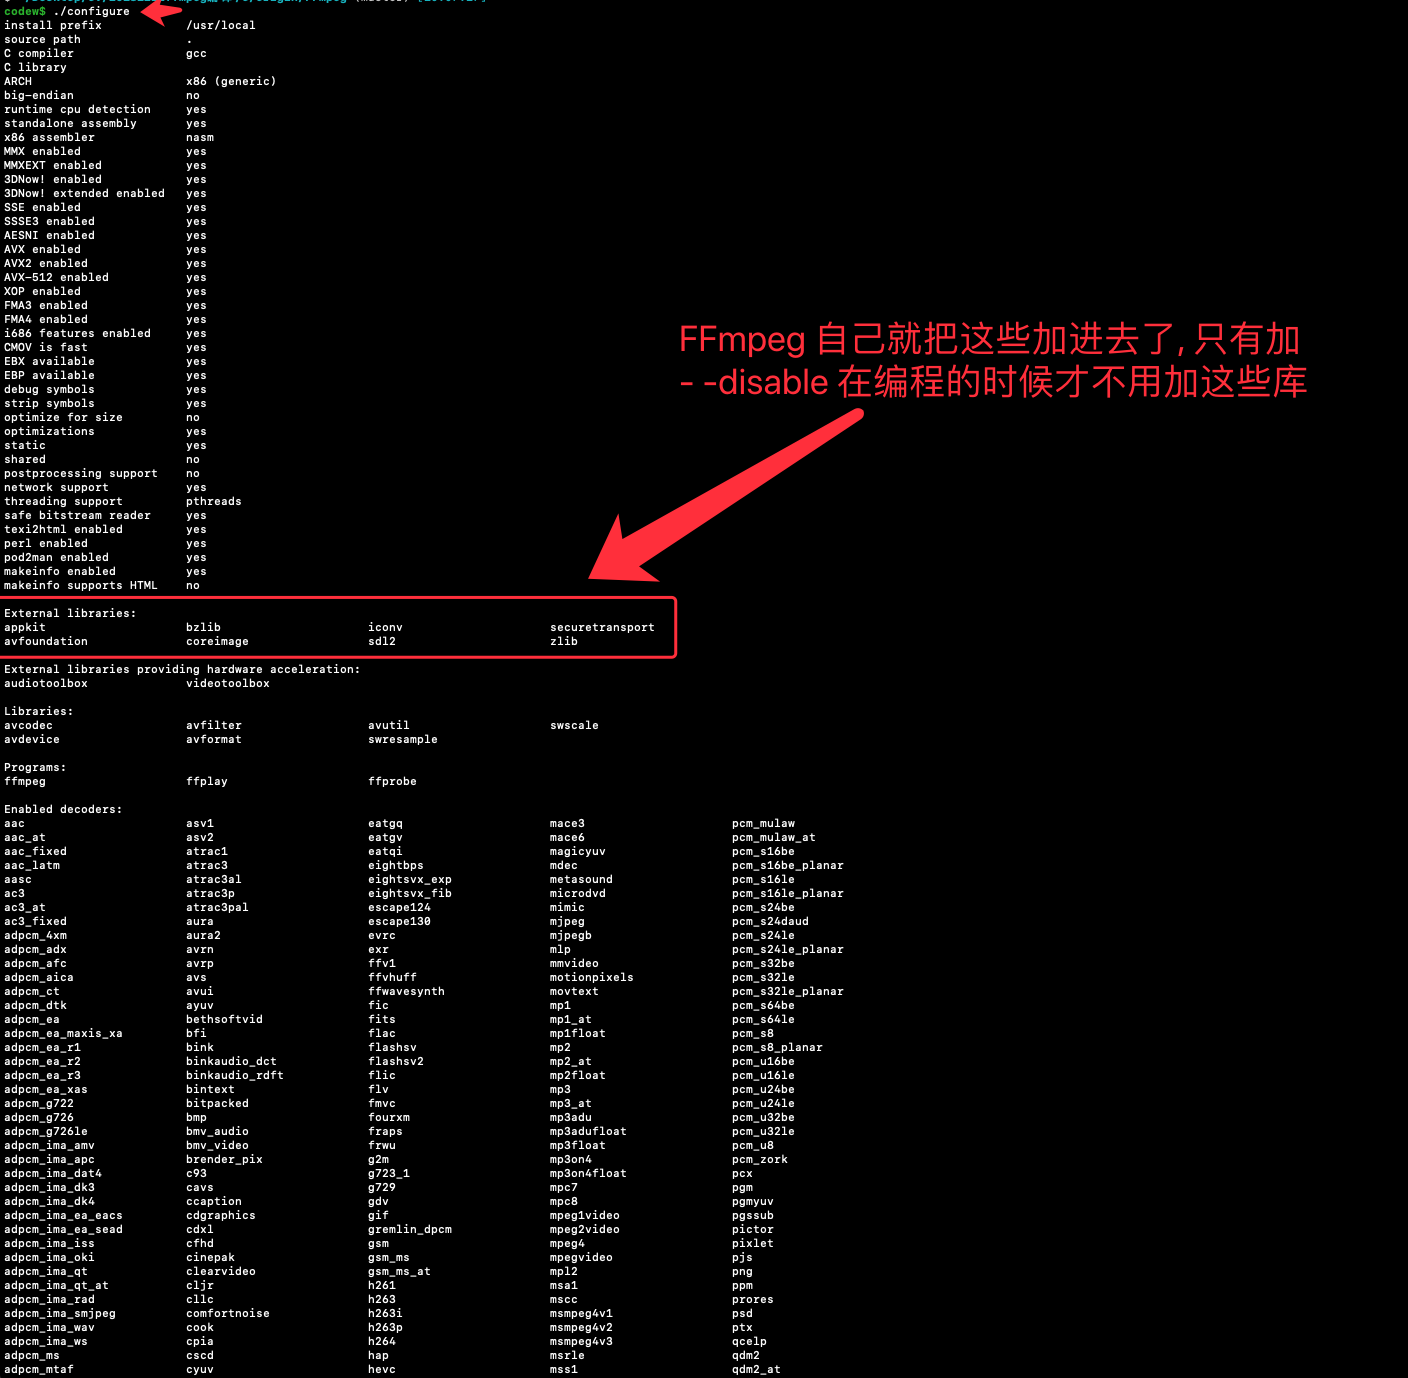 codew$ ./configure
install prefix /usr/local
source path .
C compiler gcc
C library
ARCH x86 (generic)
big-endian no
runtime cpu detection yes
standalone assembly yes
x86 assembler nasm
MMX enabled yes
MMXEXT enabled yes
3DNow! enabled yes
3DNow! extended enabled yes
SSE enabled yes
SSSE3 enabled yes
AESNI enabled yes
AVX enabled yes
AVX2 enabled yes
AVX-512 enabled yes
XOP enabled yes
FMA3 enabled yes
FMA4 enabled yes
i686 features enabled yes
CMOV is fast yes
EBX available yes
EBP available yes
debug symbols yes
strip symbols yes
optimize for size no
optimizations yes
static yes
shared no
postprocessing support no
network support yes
threading support pthreads
safe bitstream reader yes
texi2html enabled yes
perl enabled yes
pod2man enabled yes
makeinfo enabled yes
makeinfo supports HTML no
FFmpeg 自己就把这些加进去了, 只有加
- -disable 在编程的时候才不用加这些库
External libraries:
appkit bzlib iconv securetransport
avfoundation coreimage sdl2 zlib
External libraries providing hardware acceleration:
audiotoolbox videotoolbox
Libraries:
avcodec avfilter avutil swscale
avdevice avformat swresample
Programs:
ffmpeg ffplay ffprobe
Enabled decoders:
aac asv1 eatgq mace3 pcm_mulaw
aac_at asv2 eatgv mace6 pcm_mulaw_at
aac_fixed atrac1 eatqi magicyuv pcm_s16be
aac_latm atrac3 eightbps mdec pcm_s16be_planar
aasc atrac3al eightsvx_exp metasound pcm_s16le
ac3 atrac3p eightsvx_fib microdvd pcm_s16le_planar
ac3_at atrac3pal escape124 mimic pcm_s24be
ac3_fixed aura escape130 mjpeg pcm_s24daud
adpcm_4xm aura2 evrc mjpegb pcm_s24le
adpcm_adx avrn exr mlp pcm_s24le_planar
adpcm_afc avrp ffv1 mmvideo pcm_s32be
adpcm_aica avs ffvhuff motionpixels pcm_s32le
adpcm_ct avui ffwavesynth movtext pcm_s32le_planar
adpcm_dtk ayuv fic mp1 pcm_s64be
adpcm_ea bethsoftvid fits mp1_at pcm_s64le
adpcm_ea_maxis_xa bfi flac mp1float pcm_s8
adpcm_ea_r1 bink flashsv mp2 pcm_s8_planar
adpcm_ea_r2 binkaudio_dct flashsv2 mp2_at pcm_u16be
adpcm_ea_r3 binkaudio_rdft flic mp2float pcm_u16le
adpcm_ea_xas bintext flv mp3 pcm_u24be
adpcm_g722 bitpacked fmvc mp3_at pcm_u24le
adpcm_g726 bmp fourxm mp3adu pcm_u32be
adpcm_g726le bmv_audio fraps mp3adufloat pcm_u32le
adpcm_ima_amv bmv_video frwu mp3float pcm_u8
adpcm_ima_apc brender_pix g2m mp3on4 pcm_zork
adpcm_ima_dat4 c93 g723_1 mp3on4float pcx
adpcm_ima_dk3 cavs g729 mpc7 pgm
adpcm_ima_dk4 ccaption gdv mpc8 pgmyuv
adpcm_ima_ea_eacs cdgraphics gif mpeg1video pgssub
adpcm_ima_ea_sead cdxl gremlin_dpcm mpeg2video pictor
adpcm_ima_iss cfhd gsm mpeg4 pixlet
adpcm_ima_oki cinepak gsm_ms mpegvideo pjs
adpcm_ima_qt clearvideo gsm_ms_at mpl2 png
adpcm_ima_qt_at cljr h261 msa1 ppm
adpcm_ima_rad cllc h263 mscc prores
adpcm_ima_smjpeg comfortnoise h263i msmpeg4v1 psd
adpcm_ima_wav cook h263p msmpeg4v2 ptx
adpcm_ima_ws cpia h264 msmpeg4v3 qcelp
adpcm_ms cscd hap msrle qdm2
adpcm_mtaf cyuv hevc mss1 qdm2_at